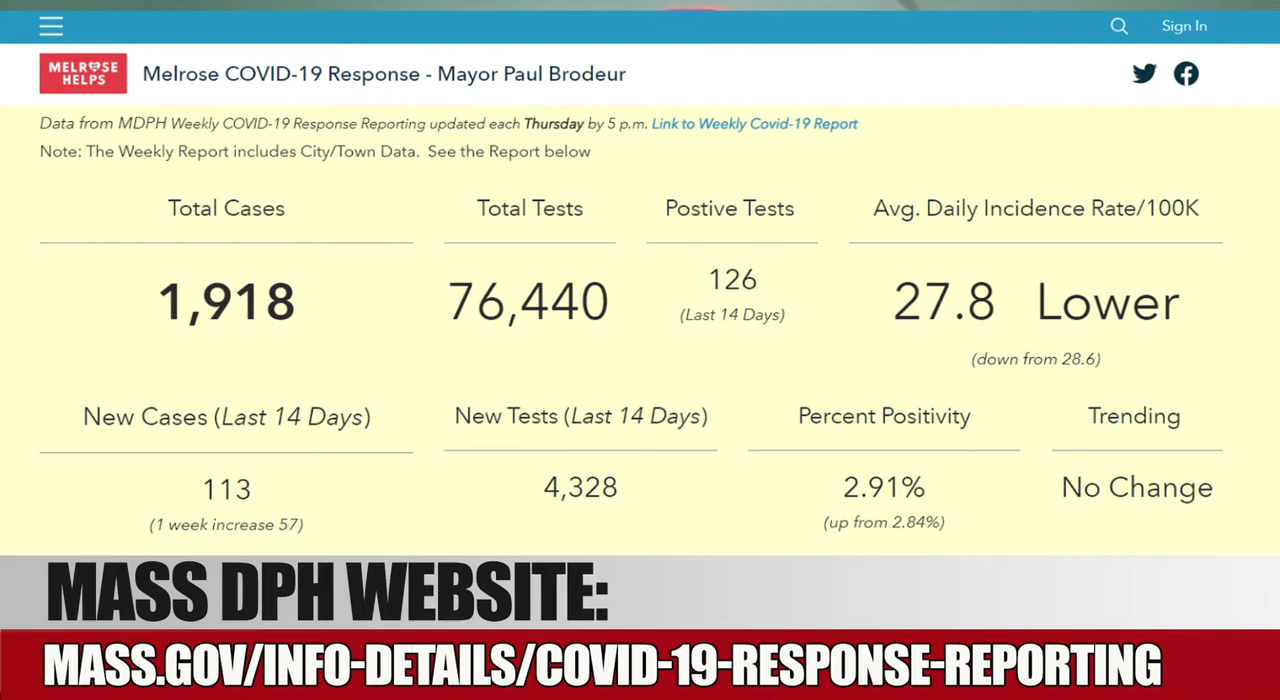 Sign In
MELROSE
HELPS
Melrose COVID-19 Response - Mayor Paul Brodeur
Data from MDPH Weekly COVID-19 Response Reporting updated each Thursday by 5 p.m. Link to Weekly Covid-19 Report
Note: The Weekly Report includes City/Town Data. See the Report below
Total Cases
Total Tests
Postive Tests
Avg. Daily Incidence Rate/100K
1,918
76,440
126
(Last 14 Days)
27.8 Lower
(down from 28.6)
New Cases (Last 14 Days)
New Tests (Last 14 Days)
Percent Positivity
Trending
113
(1 week increase 57)
4,328
2.91%
(up from 2.84%)
No Change
MASS DPH WEBSITE:
MASS.GOV/INFO-DETAILS/COVID-19-RESPONSE-REPORTING